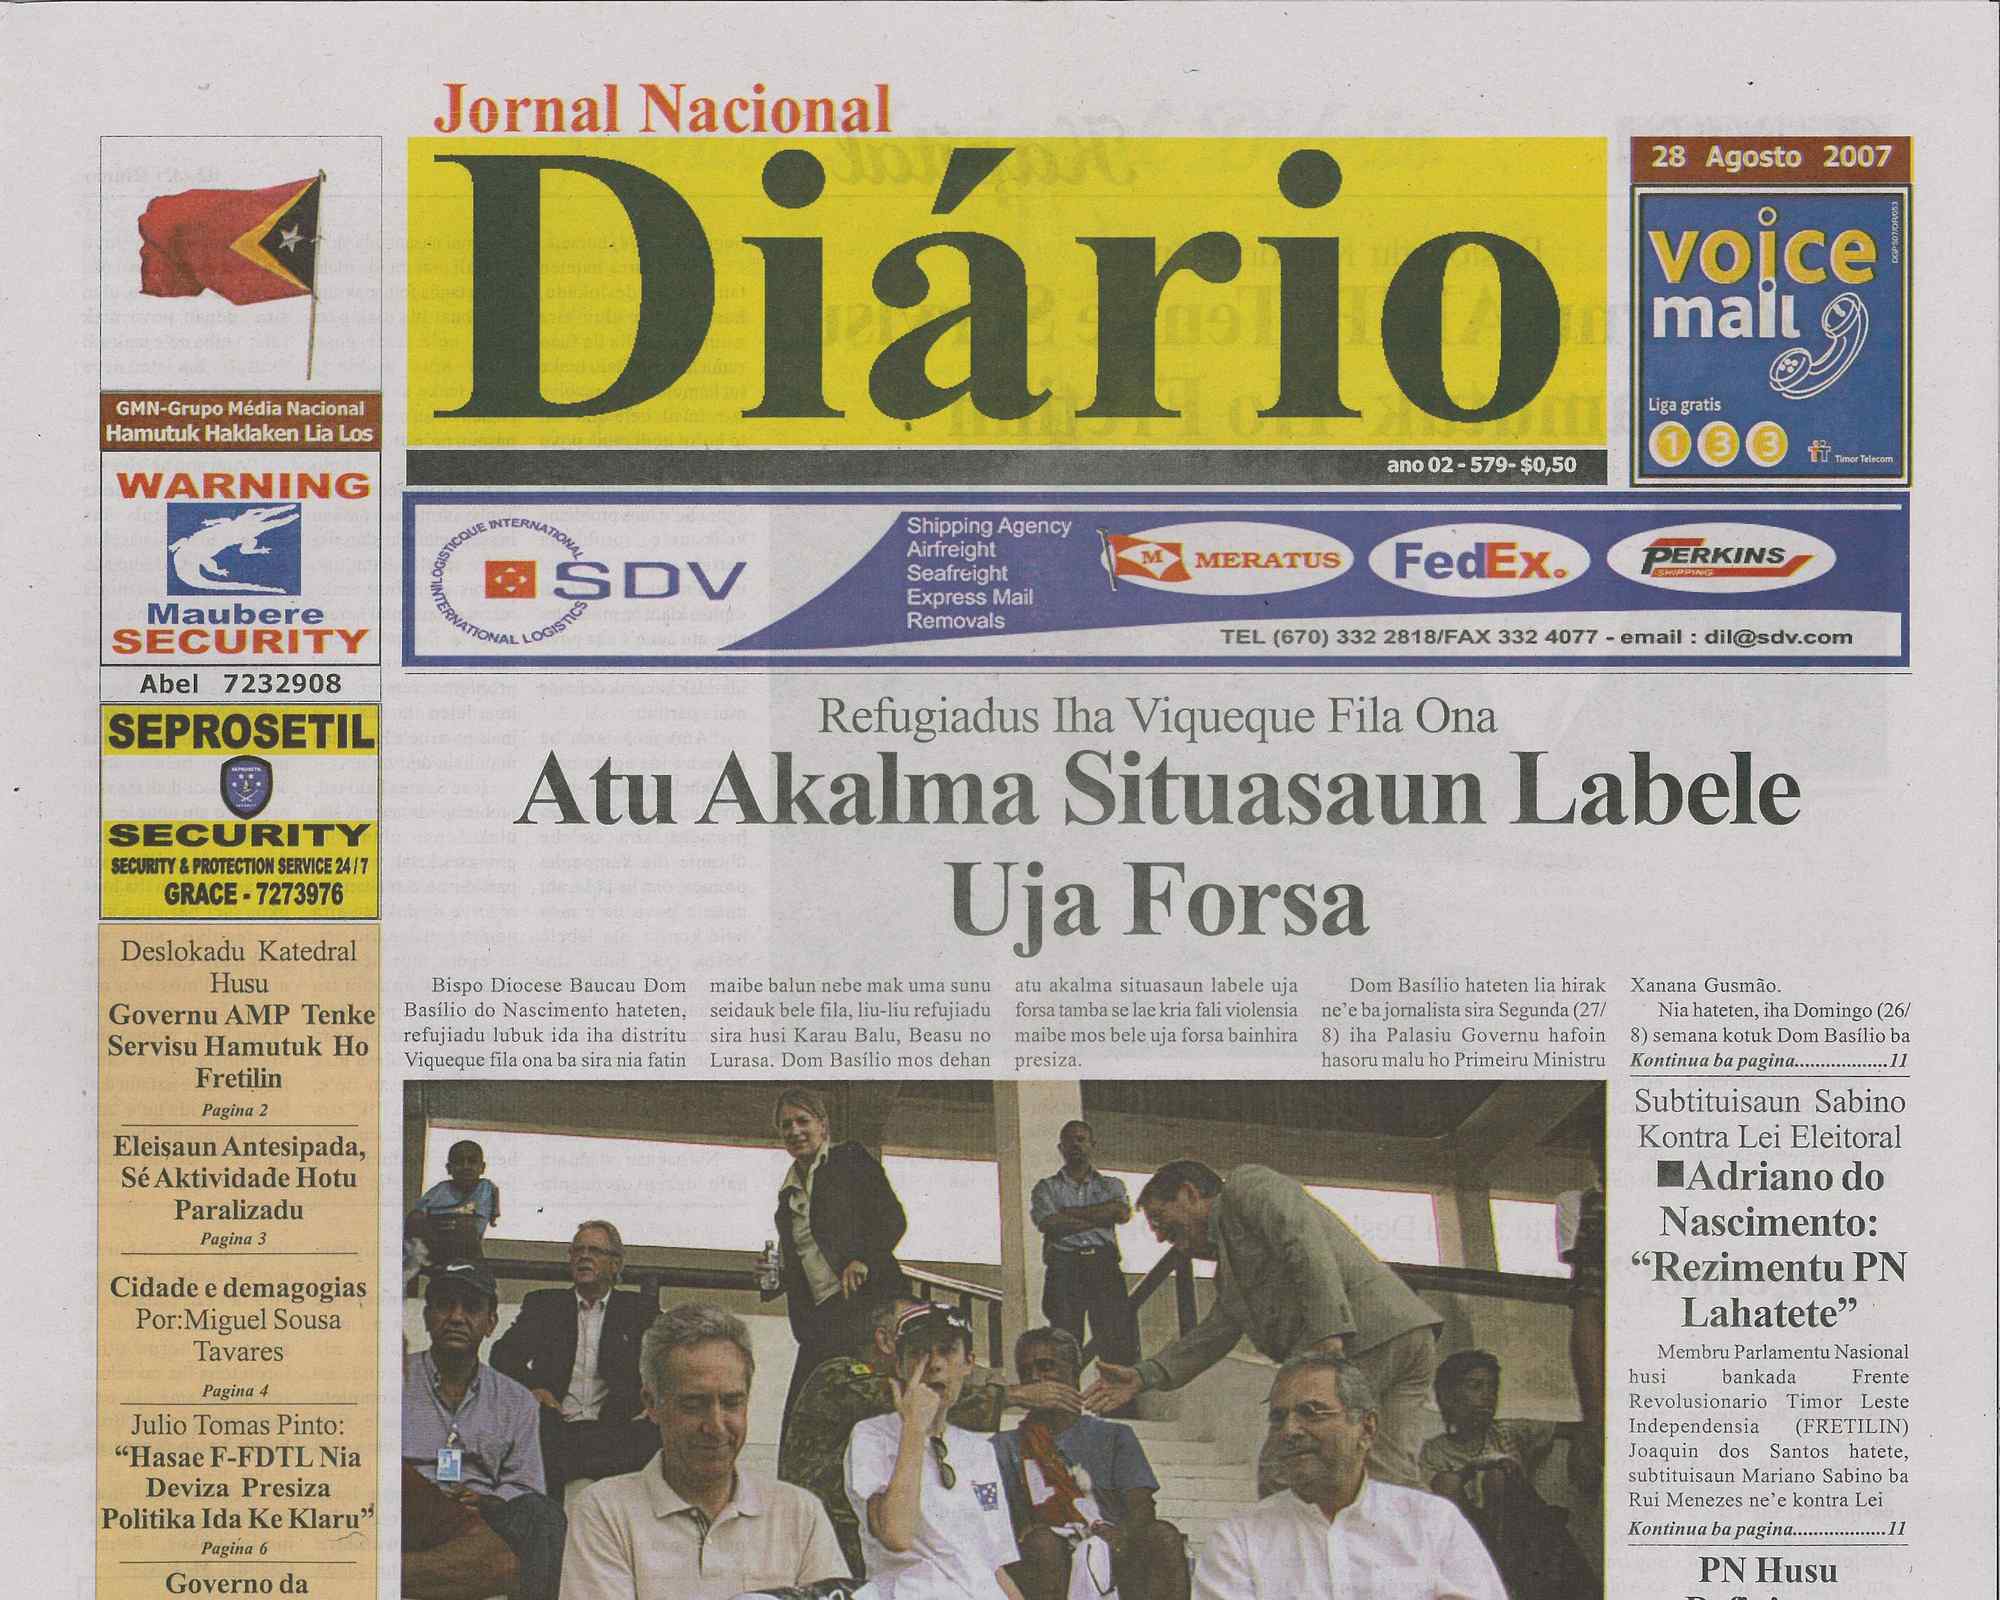 Jornal Nacional
Diário
28 Agosto 2007
voice
mail
Liga gratis
1 3 3
Timor Telecom
ano 02 - 579- $0,50
GMN-Grupo Média Nacional
Hamutuk Haklaken Lia Los
WARNING
Maubere
SECURITY
Abel 7232908
SEPROSETIL
SECURITY
SECURITY & PROTECTION SERVICE 24/7
GRACE - 7273976
UNILOGISTICQUE INTERNATIONAL
INTERNATIONAL LOGISTICS
SDV
Shipping Agency
Airfreight
Seafreight
Express Mail
Removals
M MERATUS
FedEx.
PERKINS
SHIPPING
TEL (670) 332 2818/FAX 332 4077 - email : dil@sdv.com
Refugiadus Iha Viqueque Fila Ona
Atu Akalma Situasaun Labele
Uja Forsa
Bispo Diocese Baucau Dom
Basílio do Nascimento hateten,
refujiadu lubuk ida iha distritu
Viqueque fila ona ba sira nia fatin
maibe balun nebe mak uma sunu
seidauk bele fila, liu-liu refujiadu
sira husi Karau Balu, Beasu no
Lurasa. Dom Basílio mos dehan
atu akalma situasaun labele uja
forsa tamba se lae kria fali violensia
maibe mos bele uja forsa bainhira
presiza.
Dom Basílio hateten lia hirak
ne'e ba jornalista sira Segunda (27/
8) iha Palasiu Governu hafoin
hasoru malu ho Primeiru Ministru
Xanana Gusmão.
Nia hateten, iha Domingo (26/
8) semana kotuk Dom Basílio ba
Kontinua ba pagina...................11
Deslokadu Katedral
Husu
Governu AMP Tenke
Servisu Hamutuk Ho
Fretilin
Pagina 2
Eleisaun Antesipada,
Sé Aktividade Hotu
Paralizadu
Pagina 3
Cidade e demagogias
Por:Miguel Sousa
Tavares
Pagina 4
Julio Tomas Pinto:
“Hasae F-FDTL Nia
Deviza Presiza
Politika Ida Ke Klaru”
Pagina 6
Governo da
Subtituisaun Sabino
Kontra Lei Eleitoral
■Adriano do
Nascimento:
“Rezimentu PN
Lahatete”
Membru Parlamentu Nasional
husi bankada Frente
Revolusionario Timor Leste
Independensia (FRETILIN)
Joaquin dos Santos hatete,
subtituisaun Mariano Sabino ba
Rui Menezes ne'e kontra Lei
Kontinua ba pagina...................11
PN Husu